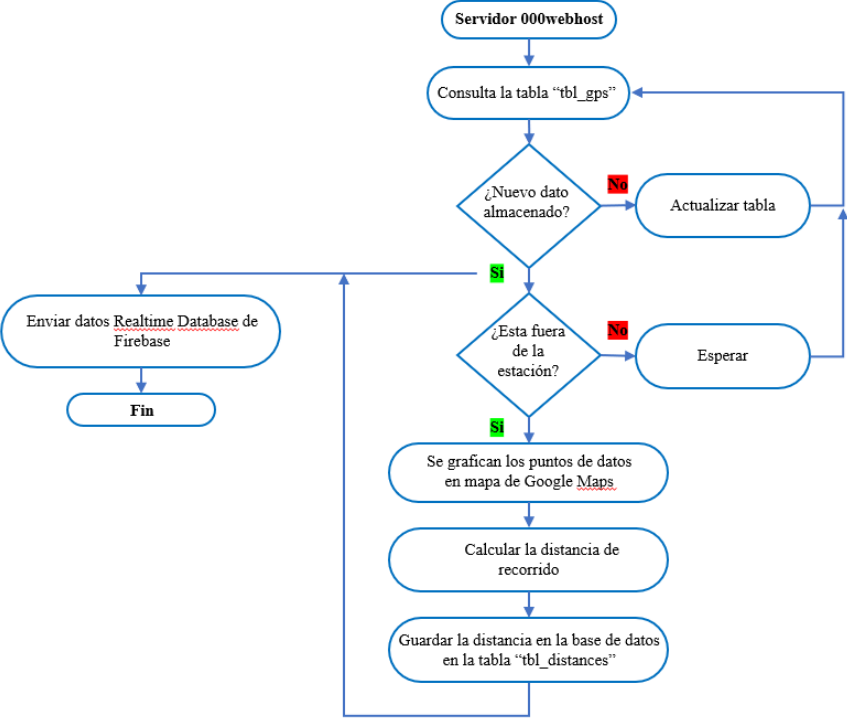 Servidor 000webhost
Consulta la tabla “tbl_gps”
¿Nuevo dato
almacenado?
No
Actualizar tabla
Si
Enviar datos Realtime Database de
Firebase
Fin
¿Esta fuera
de la
estación?
No
Esperar
Si
Se grafican los puntos de datos
en mapa de Google Maps
Calcular la distancia de
recorrido
Guardar la distancia en la base de datos
en la tabla “tbl_distances”